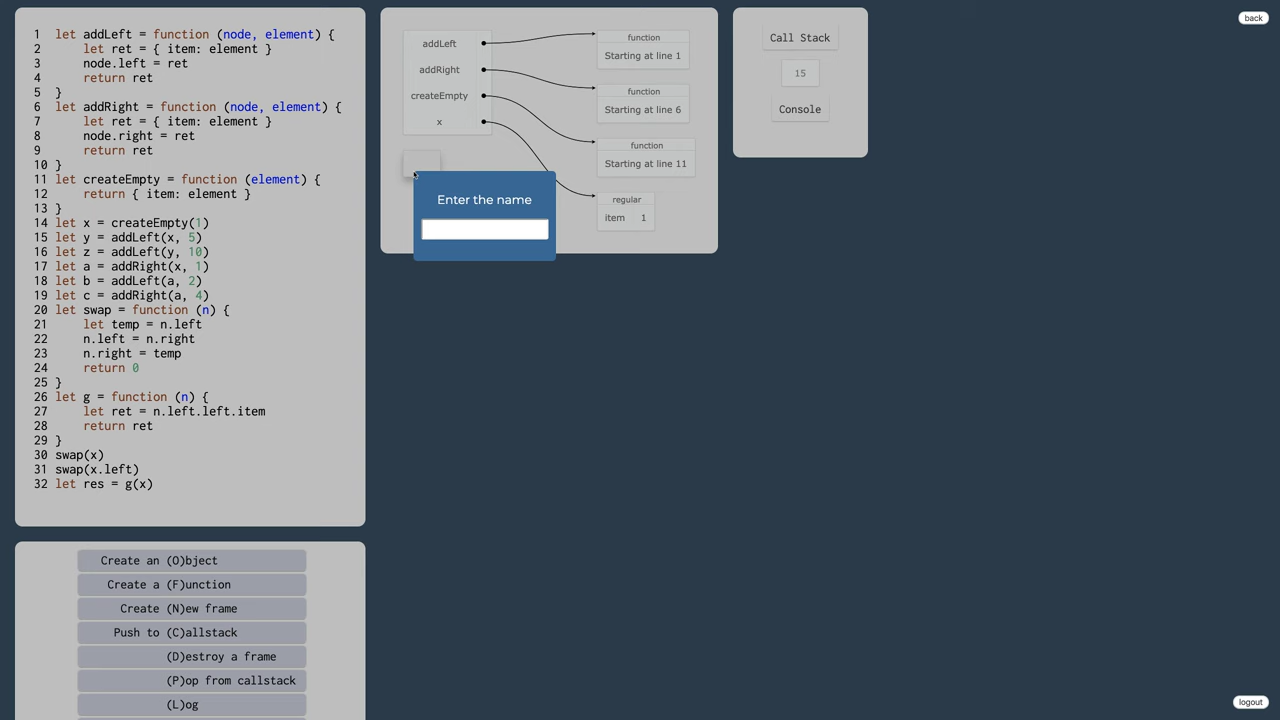 1 let addLeft = function (node, element) {
2 let ret = { item: element }
3 node.left = ret
4 return ret
5 }
6 let addRight = function (node, element) {
7 let ret = { item: element }
8 node.right = ret
9 return ret
10 }
11 let createEmpty = function (element) {
12 return { item: element }
13 }
14 let x = createEmpty(1)
15 let y = addLeft(x, 5)
16 let z = addLeft(y, 10)
17 let a = addRight(x, 1)
18 let b = addLeft(a, 2)
19 let c = addRight(a, 4)
20 let swap = function (n) {
21 let temp = n.left
22 n.left = n.right
23 n.right = temp
24 return 0
25 }
26 let g = function (n) {
27 let ret = n.left.left.item
28 return ret
29 }
30 swap(x)
31 swap(x.left)
32 let res = g(x)
Create an (O)bject
Create a (F)unction
Create (N)ew frame
Push to (C)allstack
(D)estroy a frame
(P)op from callstack
(L)og
addLeft
addRight
createEmpty
x
function
Starting at line 1
function
Starting at line 6
function
Starting at line 11
regular
item 1
Enter the name
Call Stack
15
Console
back
logout